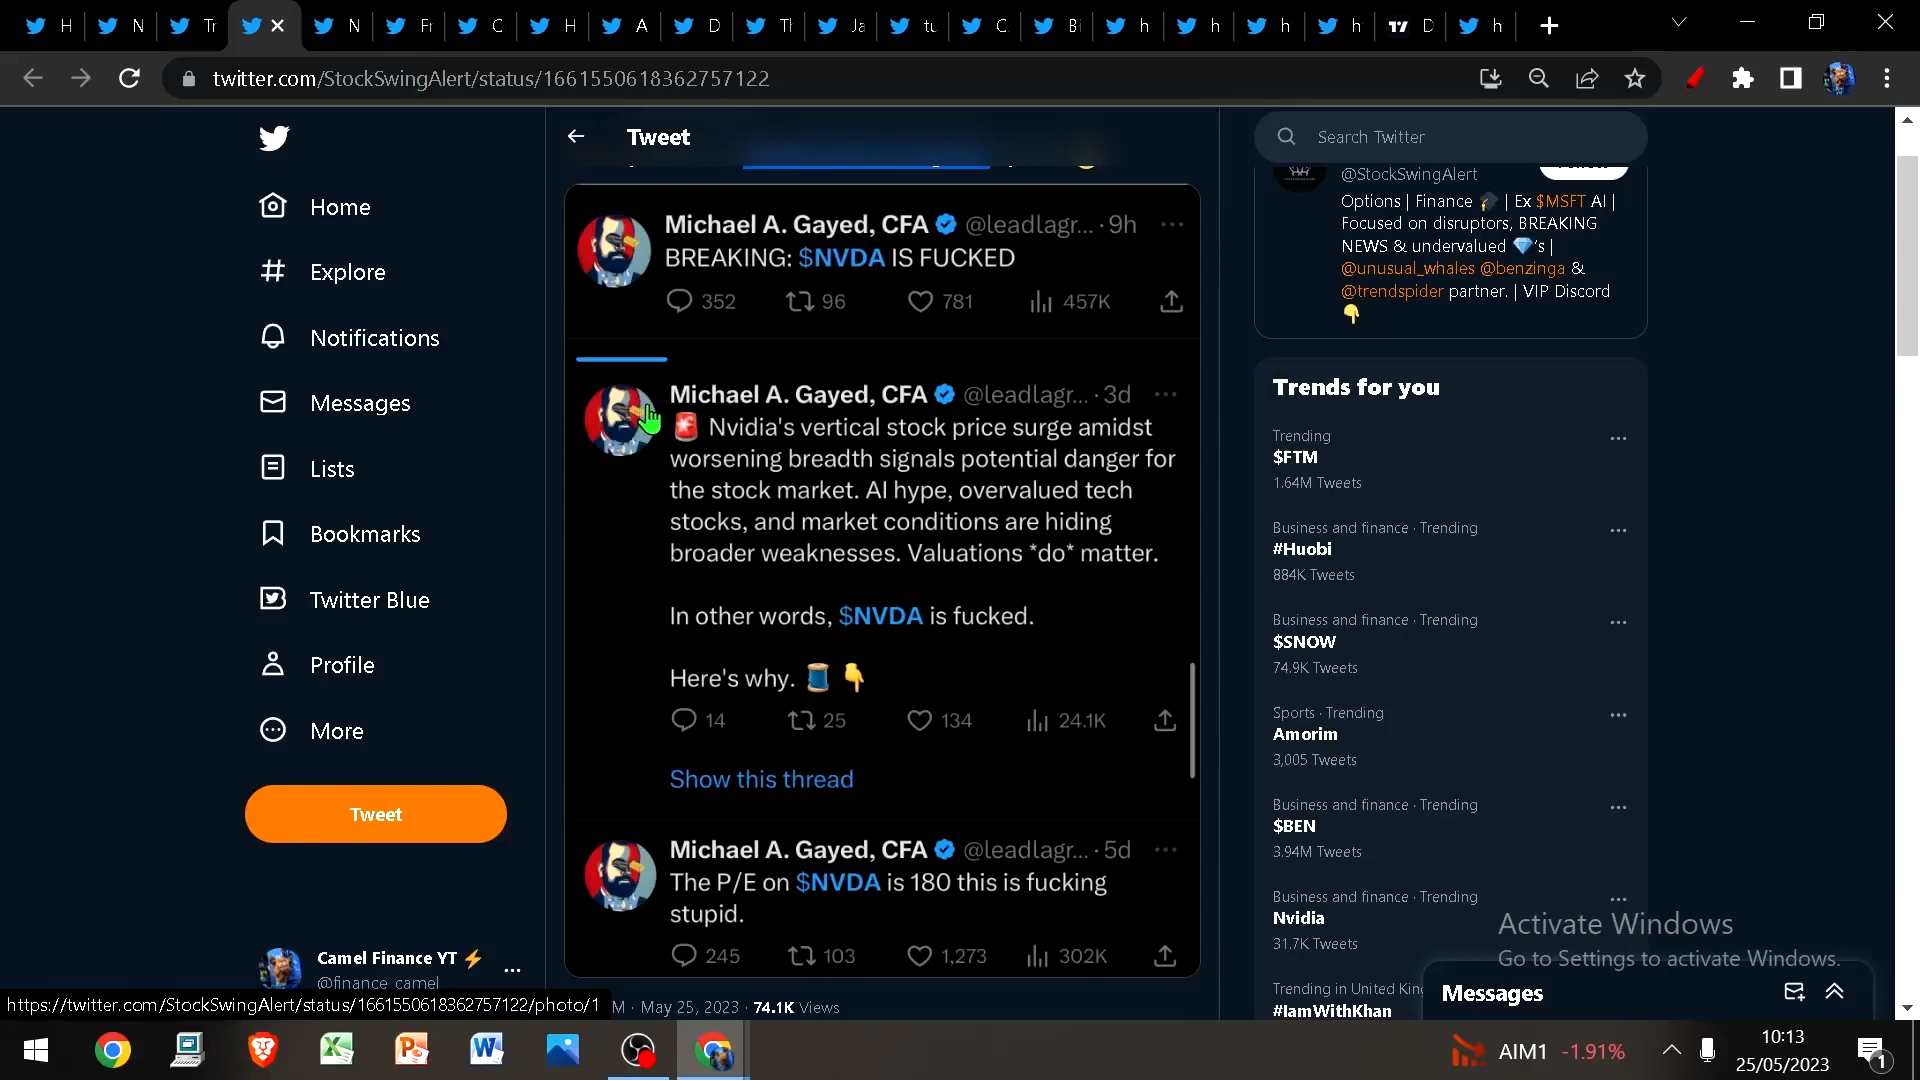 H
N
Tr
N
Fr
C
H
A
D
Tl
Ja
tu
C
Bi
h
h
h
h
D
h
twitter.com/StockSwingAlert/status/1661550618362757122
Tweet
Search Twitter
Home
Explore
Notifications
Messages
Lists
Bookmarks
Twitter Blue
Profile
More
Tweet
Camel Finance YT
@finance_camel
Michael A. Gayed, CFA @leadlagr... · 9h
BREAKING: $NVDA IS FUCKED
352 96 781 457K
Michael A. Gayed, CFA @leadlagr... · 3d
Nvidia's vertical stock price surge amidst
worsening breadth signals potential danger for
the stock market. AI hype, overvalued tech
stocks, and market conditions are hiding
broader weaknesses. Valuations *do* matter.
In other words, $NVDA is fucked.
Here's why.
14 25 134 24.1K
Show this thread
Michael A. Gayed, CFA @leadlagr... · 5d
The P/E on $NVDA is 180 this is fucking
stupid.
245 103 1,273 302K
M · May 25, 2023 · 74.1K Views
@StockSwingAlert
Options | Finance | Ex $MSFT AI |
Focused on disruptors, BREAKING
NEWS & undervalued 's |
@unusual_whales @benzinga &
@trendspider partner. | VIP Discord
Trends for you
Trending
$FTM
1.64M Tweets
Business and finance · Trending
#Huobi
884K Tweets
Business and finance · Trending
$SNOW
74.9K Tweets
Sports · Trending
Amorim
3,005 Tweets
Business and finance · Trending
$BEN
3.94M Tweets
Business and finance · Trending
Nvidia
31.7K Tweets
Trending in United King
#IamWithKhan
Activate Windows
Go to Settings to activate Windows.
Messages
https://twitter.com/StockSwingAlert/status/1661550618362757122/photo/1
AIM1 -1.91%
10:13
25/05/2023
1